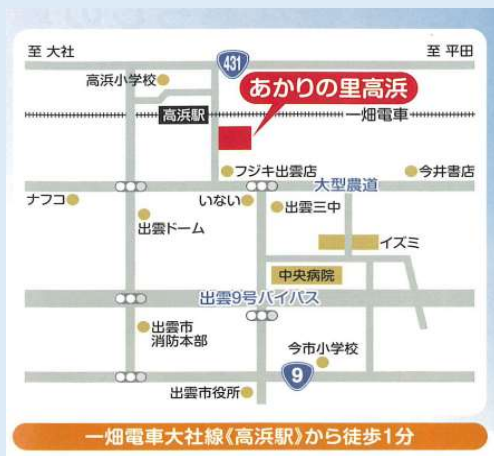 至 大社
至 平田
431
高浜小学校
あかりの里高浜
高浜駅
一畑電車
フジキ出雲店
今井書店
大型農道
ナフコ
いない
出雲三中
出雲ドーム
イズミ
中央病院
出雲9号バイパス
出雲市
消防本部
今市小学校
9
出雲市役所
一畑電車大社線《高浜駅》から徒歩1分